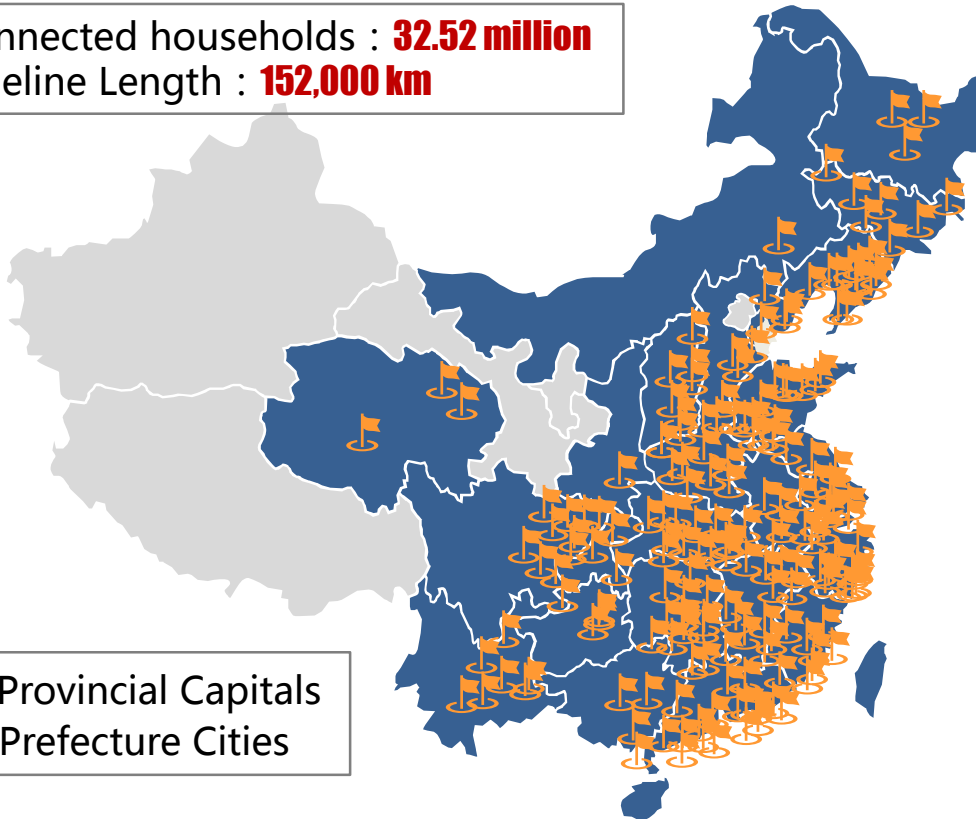 nnected households：32.52 million
eline Length：152,000 km
Provincial Capitals
Prefecture Cities